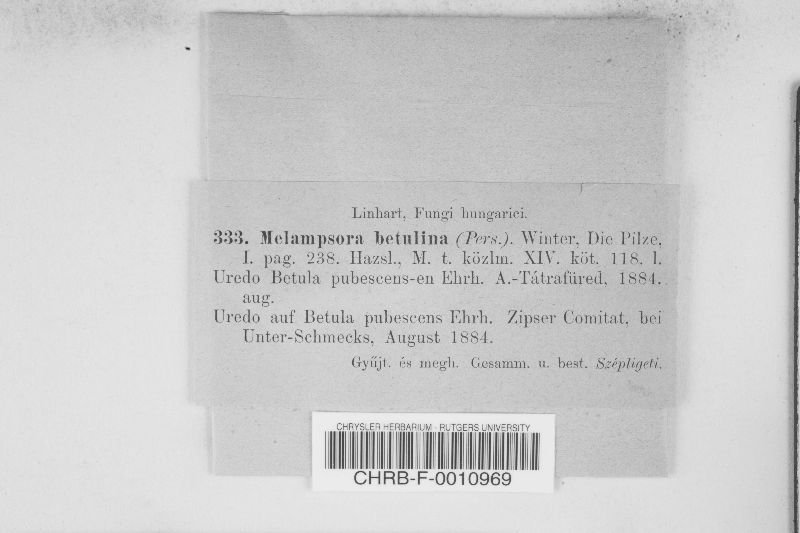 Linhart, Fungi hungarici.
333. Melampsora betulina (Pers.). Winter, Die Pilze,
I. pag. 238. Hazsl., M. t. közlm. XIV. köt. 118. l.
Uredo Betula pubescens-en Ehrh. A.-Tátrafüred, 1884.
aug.
Uredo auf Betula pubescens Ehrh. Zipser Comitat, bei
Unter-Schmecks, August 1884.
Gyűjt. és megh. Gesamm. u. best. Szépligeti.
CHRYSLER HERBARIUM - RUTGERS UNIVERSITY
CHRB-F-0010969